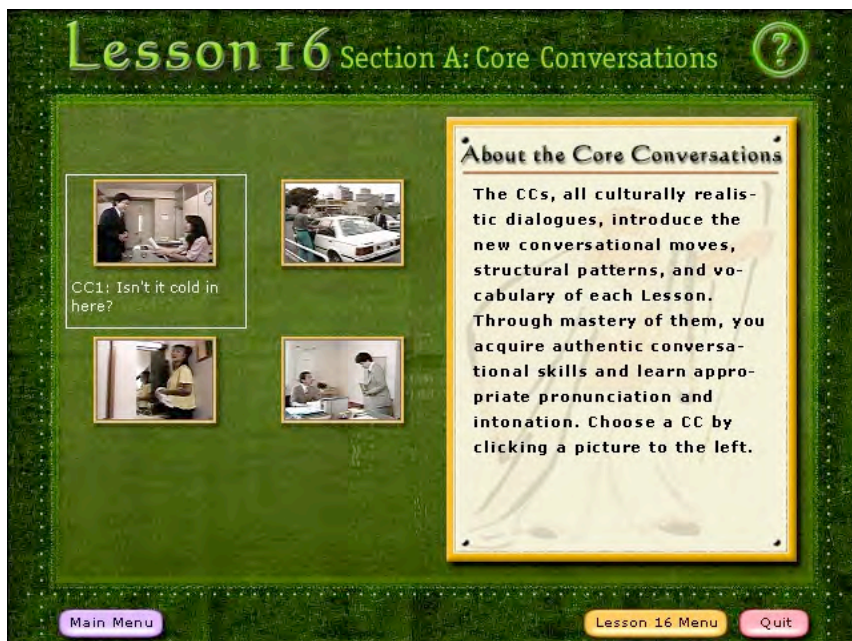 Lesson 16 Section A: Core Conversations ?
CC1: Isn't it cold in
here?
About the Core Conversations
The CCs, all culturally realis-
tic dialogues, introduce the
new conversational moves,
structural patterns, and vo-
cabulary of each Lesson.
Through mastery of them, you
acquire authentic conversa-
tional skills and learn appro-
priate pronunciation and
intonation. Choose a CC by
clicking a picture to the left.
Main Menu
Lesson 16 Menu
Quit